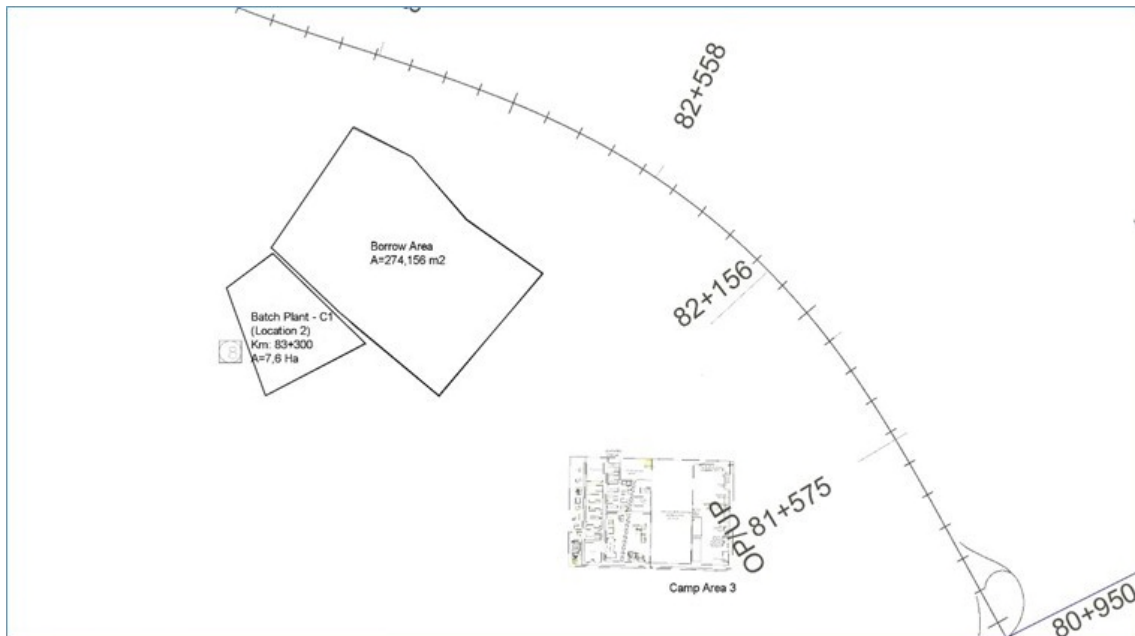 82+558
Borrow Area
A=274,156 m2
82+156
Batch Plant - C1
(Location 2)
Km: 83+300
A=7,6 Ha
8
81+575
OP/UP
Camp Area 3
80+950